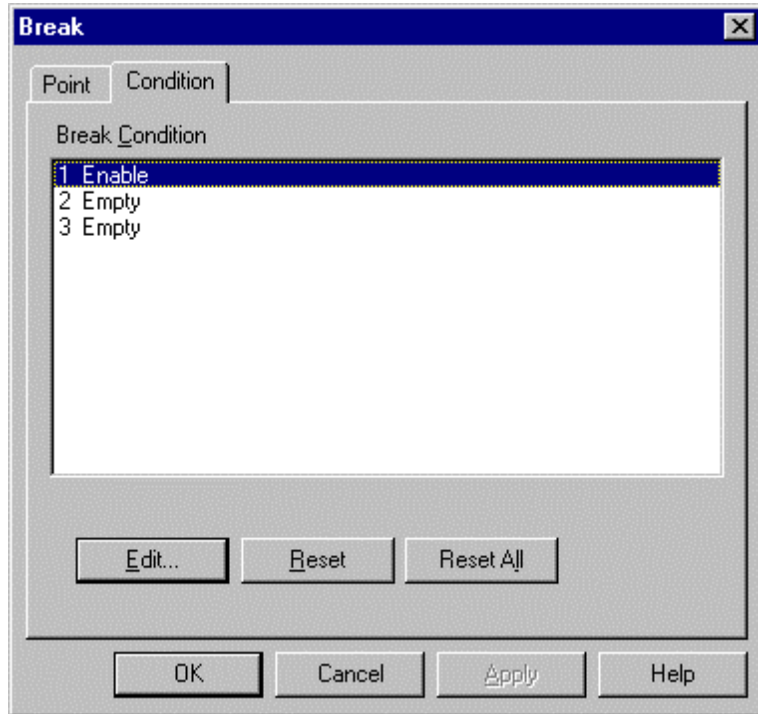 Break
Point Condition
Break Condition
1 Enable
2 Empty
3 Empty
Edit... Reset Reset All
OK Cancel Apply Help